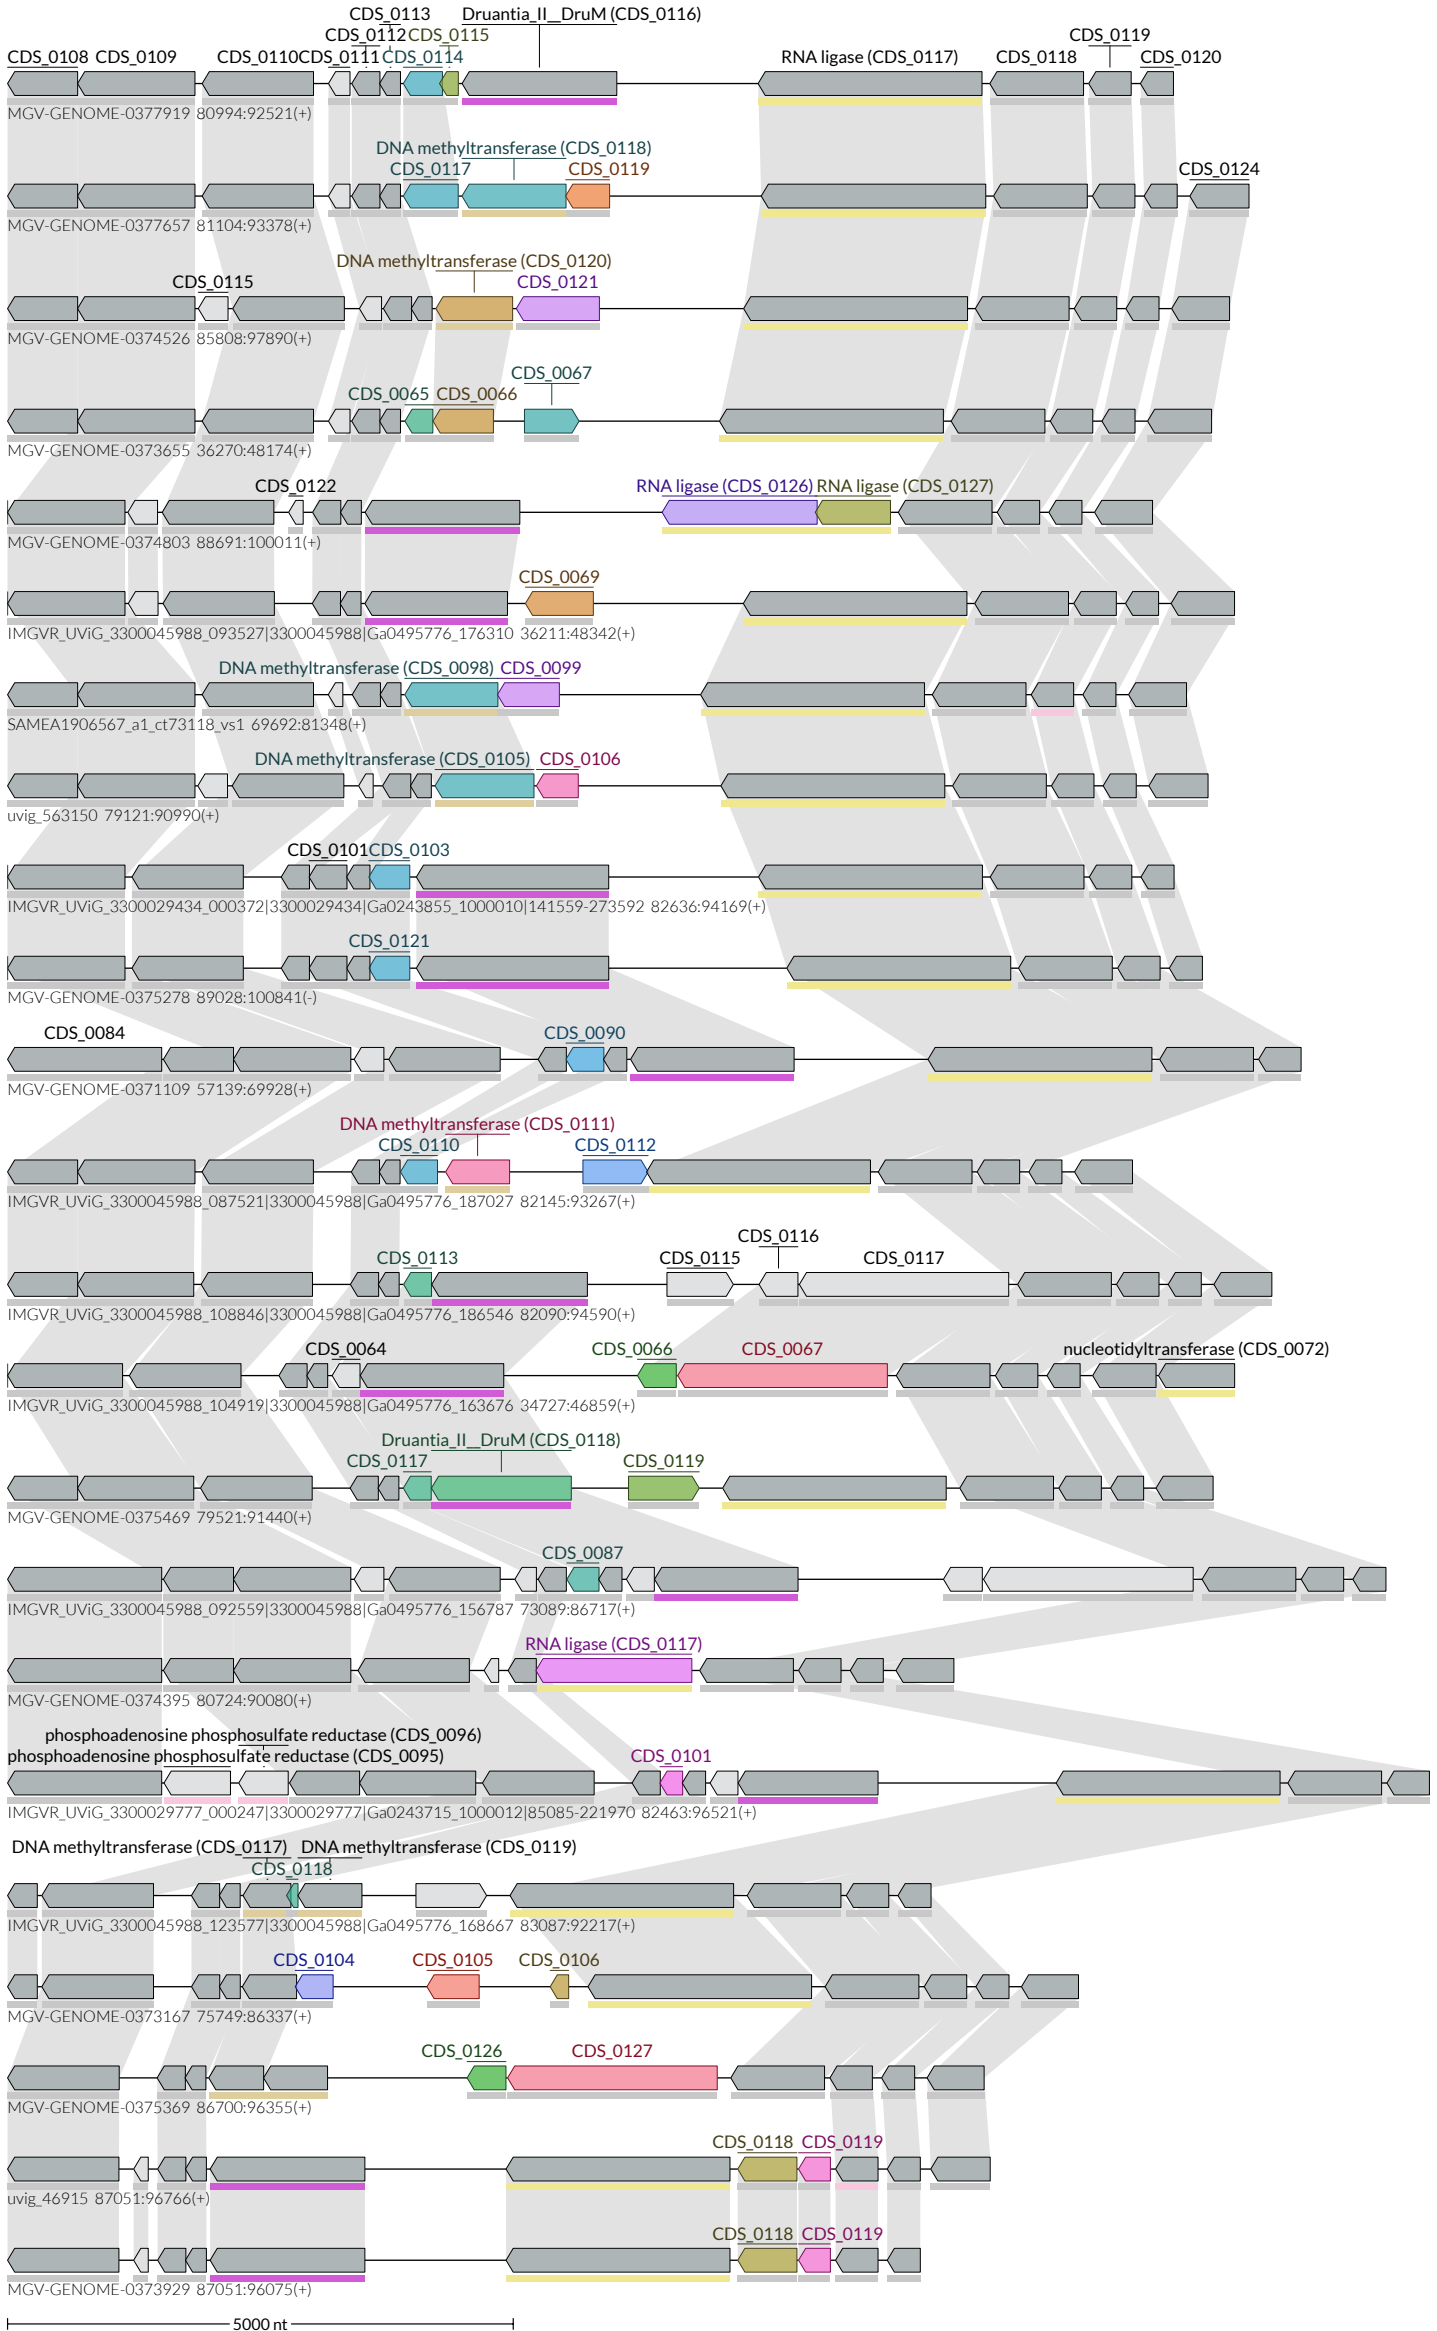 CDS_0113 Druantia_II__DruM (CDS_0116)
CDS_0112 CDS_0115 CDS_0119
CDS_0108 CDS_0109 CDS_0110 CDS_0111 CDS_0114 RNA ligase (CDS_0117) CDS_0118 CDS_0120
MGV-GENOME-0377919 80994:92521(+)
DNA methyltransferase (CDS_0118)
CDS_0117 CDS_0119 CDS_0124
MGV-GENOME-0377657 81104:93378(+)
DNA methyltransferase (CDS_0120)
CDS_0115 CDS_0121
MGV-GENOME-0374526 85808:97890(+)
CDS_0067
CDS_0065 CDS_0066
MGV-GENOME-0373655 36270:48174(+)
CDS_0122 RNA ligase (CDS_0126) RNA ligase (CDS_0127)
MGV-GENOME-0374803 88691:100011(+)
CDS_0069
IMGVR_UViG_3300045988_093527|3300045988|Ga0495776_176310 36211:48342(+)
DNA methyltransferase (CDS_0098) CDS_0099
SAMEA1906567_a1_ct73118_vs1 69692:81348(+)
DNA methyltransferase (CDS_0105) CDS_0106
uvig_563150 79121:90990(+)
CDS_0101 CDS_0103
IMGVR_UViG_3300029434_000372|3300029434|Ga0243855_1000010|141559-273592 82636:94169(+)
CDS_0121
MGV-GENOME-0375278 89028:100841(-)
CDS_0084 CDS_0090
MGV-GENOME-0371109 57139:69928(+)
DNA methyltransferase (CDS_0111)
CDS_0110 CDS_0112
IMGVR_UViG_3300045988_087521|3300045988|Ga0495776_187027 82145:93267(+)
CDS_0116
CDS_0113 CDS_0115 CDS_0117
IMGVR_UViG_3300045988_108846|3300045988|Ga0495776_186546 82090:94590(+)
CDS_0064 CDS_0066 CDS_0067 nucleotidyltransferase (CDS_0072)
IMGVR_UViG_3300045988_104919|3300045988|Ga0495776_163676 34727:46859(+)
Druantia_II__DruM (CDS_0118)
CDS_0117 CDS_0119
MGV-GENOME-0375469 79521:91440(+)
CDS_0087
IMGVR_UViG_3300045988_092559|3300045988|Ga0495776_156787 73089:86717(+)
RNA ligase (CDS_0117)
MGV-GENOME-0374395 80724:90080(+)
phosphoadenosine phosphosulfate reductase (CDS_0096)
phosphoadenosine phosphosulfate reductase (CDS_0095) CDS_0101
IMGVR_UViG_3300029777_000247|3300029777|Ga0243715_1000012|85085-221970 82463:96521(+)
DNA methyltransferase (CDS_0117) DNA methyltransferase (CDS_0119)
CDS_0118
IMGVR_UViG_3300045988_123577|3300045988|Ga0495776_168667 83087:92217(+)
CDS_0104 CDS_0105 CDS_0106
MGV-GENOME-0373167 75749:86337(+)
CDS_0126 CDS_0127
MGV-GENOME-0375369 86700:96355(+)
CDS_0118 CDS_0119
uvig_46915 87051:96766(+)
CDS_0118 CDS_0119
MGV-GENOME-0373929 87051:96075(+)
5000 nt